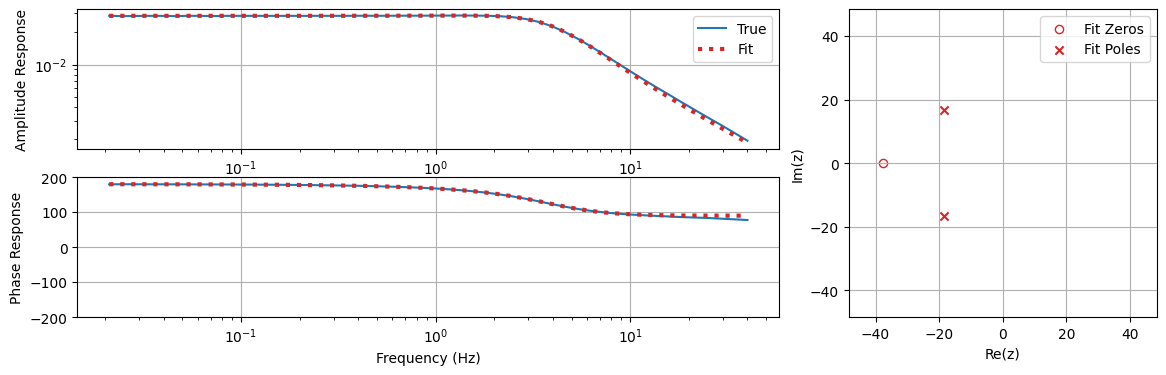 Amplitude Response
10^{-2}
True
Fit
10^{-1}
10^{0}
10^{1}
Phase Response
200
100
0
−100
−200
10^{-1}
10^{0}
10^{1}
Frequency (Hz)
Im(z)
40
20
0
−20
−40
Fit Zeros
Fit Poles
−40
−20
0
20
40
Re(z)